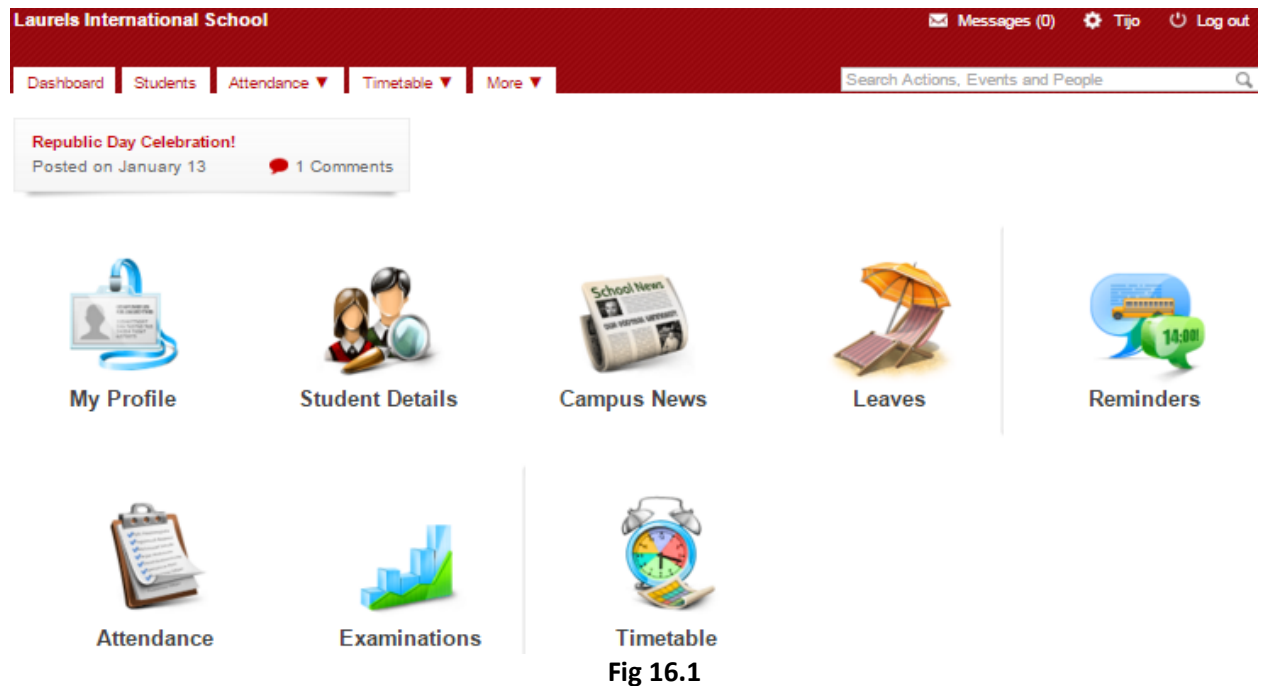 Laurels International School
Messages (0) Tijo Log out
Dashboard Students Attendance ▼ Timetable ▼ More ▼
Search Actions, Events and People
Republic Day Celebration!
Posted on January 13 1 Comments
School News
14:00!
My Profile Student Details Campus News Leaves Reminders
Attendance Examinations Timetable
Fig 16.1